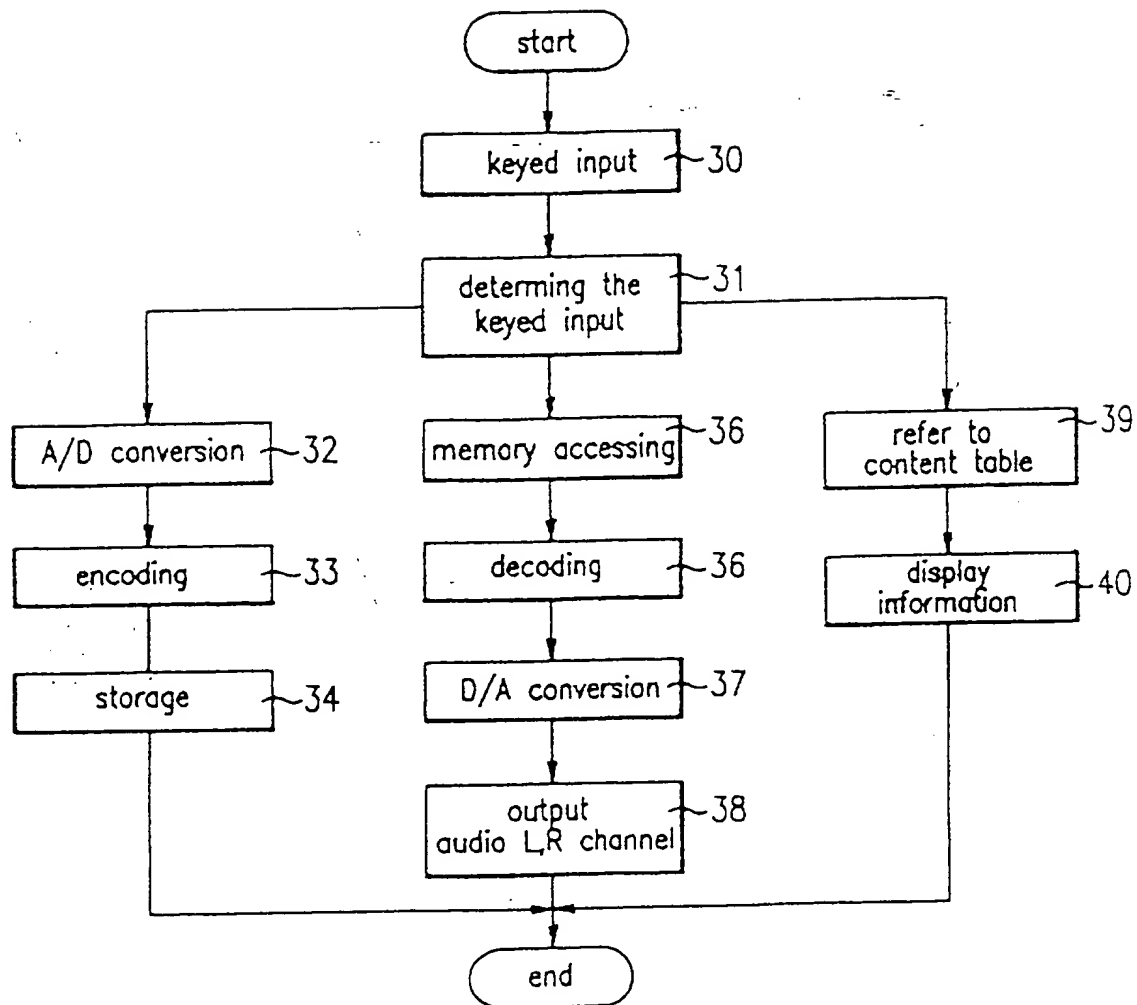 start
keyed input
30
determing the
keyed input
31
A/D conversion
32
encoding
33
storage
34
memory accessing
36
decoding
36
D/A conversion
37
output
audio L,R channel
38
refer to
content table
39
display
information
40
end